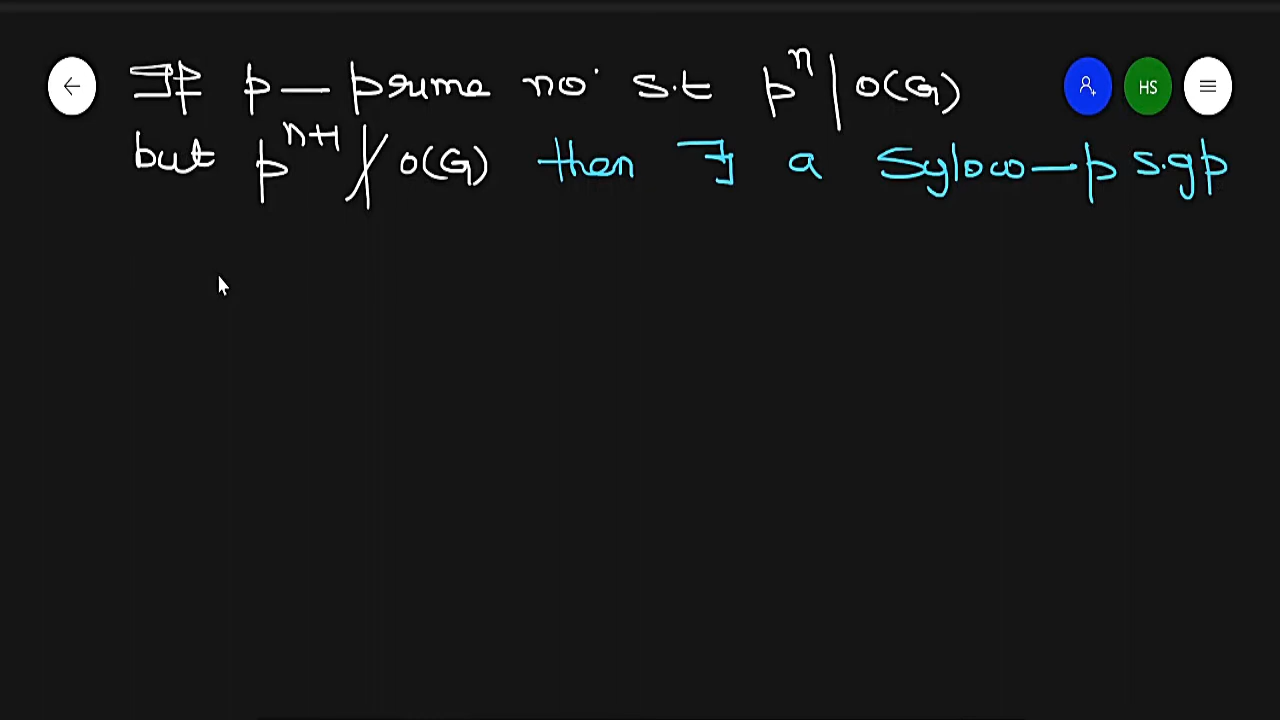 If p — prime no. s.t p^n | o(G) HS
but p^{n+1} ∤ o(G) then ∃ a Sylow — p s.gp